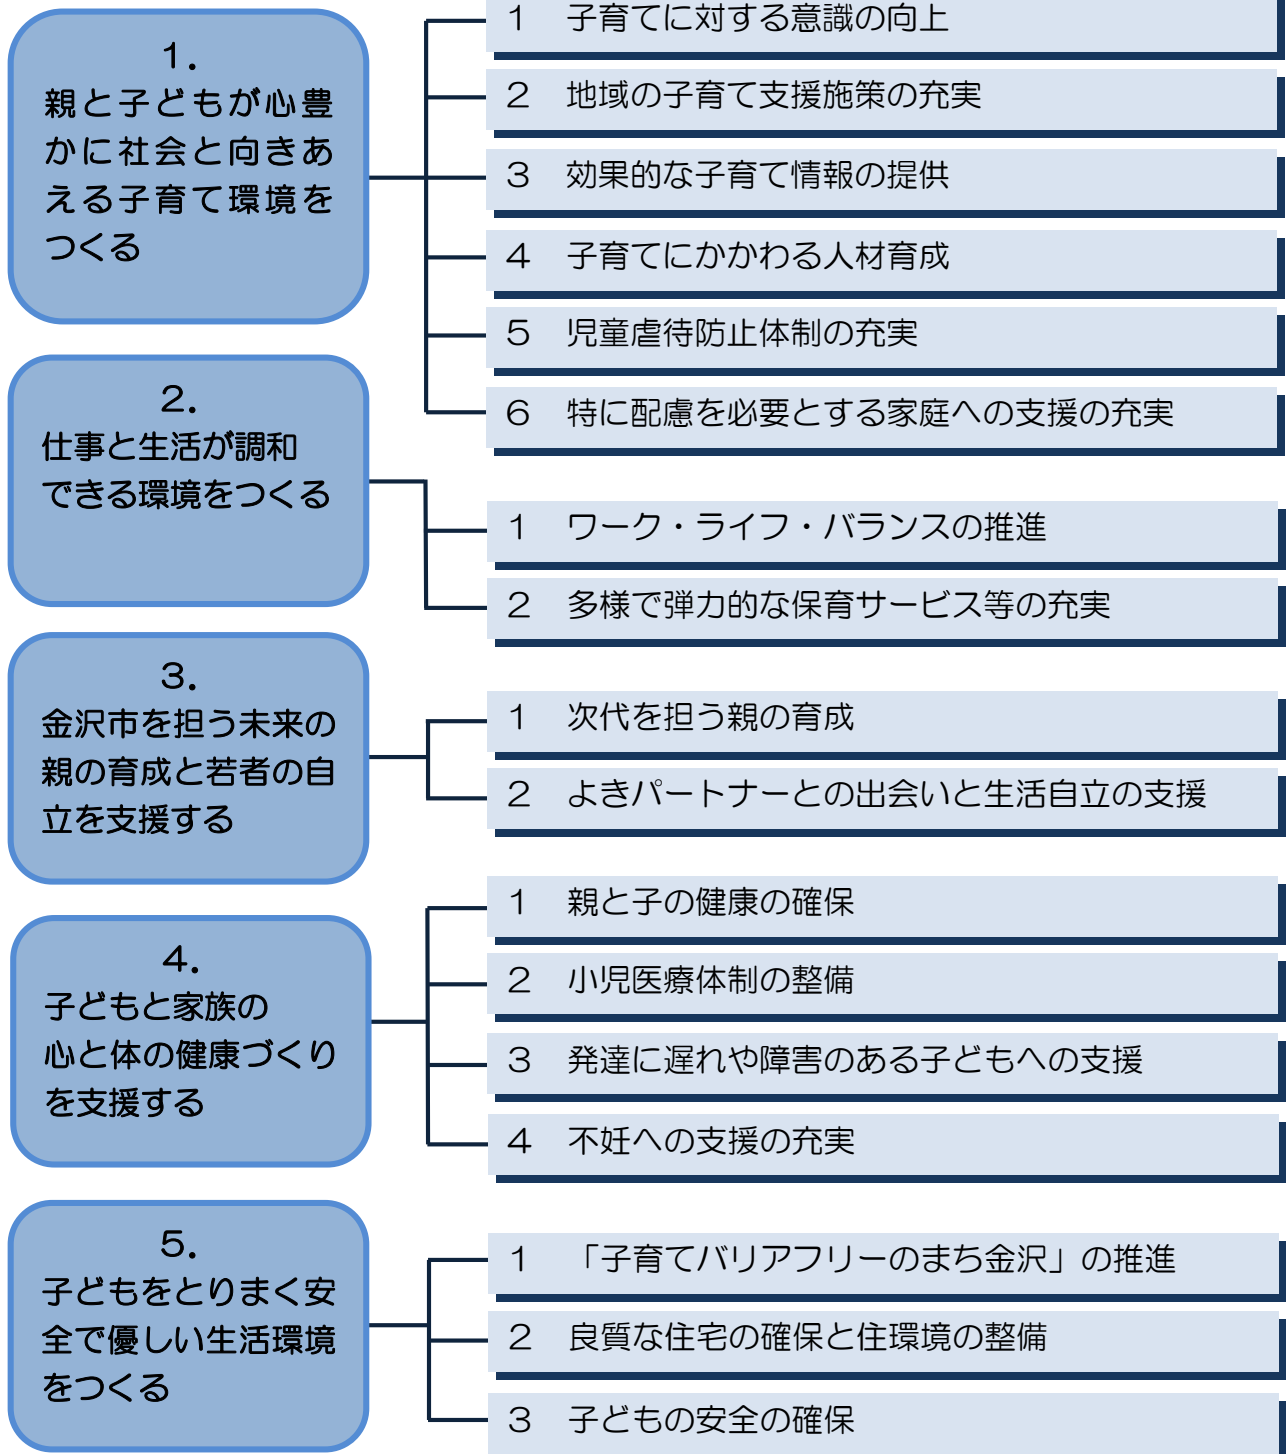 1.
親と子どもが心豊
かに社会と向きあ
える子育て環境を
つくる
1 子育てに対する意識の向上
2 地域の子育て支援施策の充実
3 効果的な子育て情報の提供
4 子育てにかかわる人材育成
5 児童虐待防止体制の充実
6 特に配慮を必要とする家庭への支援の充実
2.
仕事と生活が調和
できる環境をつくる
1 ワーク・ライフ・バランスの推進
2 多様で弾力的な保育サービス等の充実
3.
金沢市を担う未来の
親の育成と若者の自
立を支援する
1 次代を担う親の育成
2 よきパートナーとの出会いと生活自立の支援
4.
子どもと家族の
心と体の健康づくり
を支援する
1 親と子の健康の確保
2 小児医療体制の整備
3 発達に遅れや障害のある子どもへの支援
4 不妊への支援の充実
5.
子どもをとりまく安
全で優しい生活環境
をつくる
1 「子育てバリアフリーのまち金沢」の推進
2 良質な住宅の確保と住環境の整備
3 子どもの安全の確保